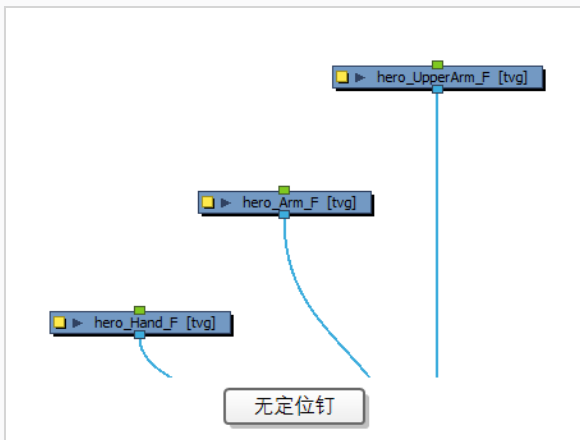 hero_UpperArm_F [tvg]
hero_Arm_F [tvg]
hero_Hand_F [tvg]
无定位钉